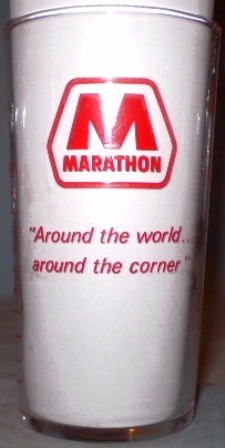 M
MARATHON
"Around the world...
around the corner"